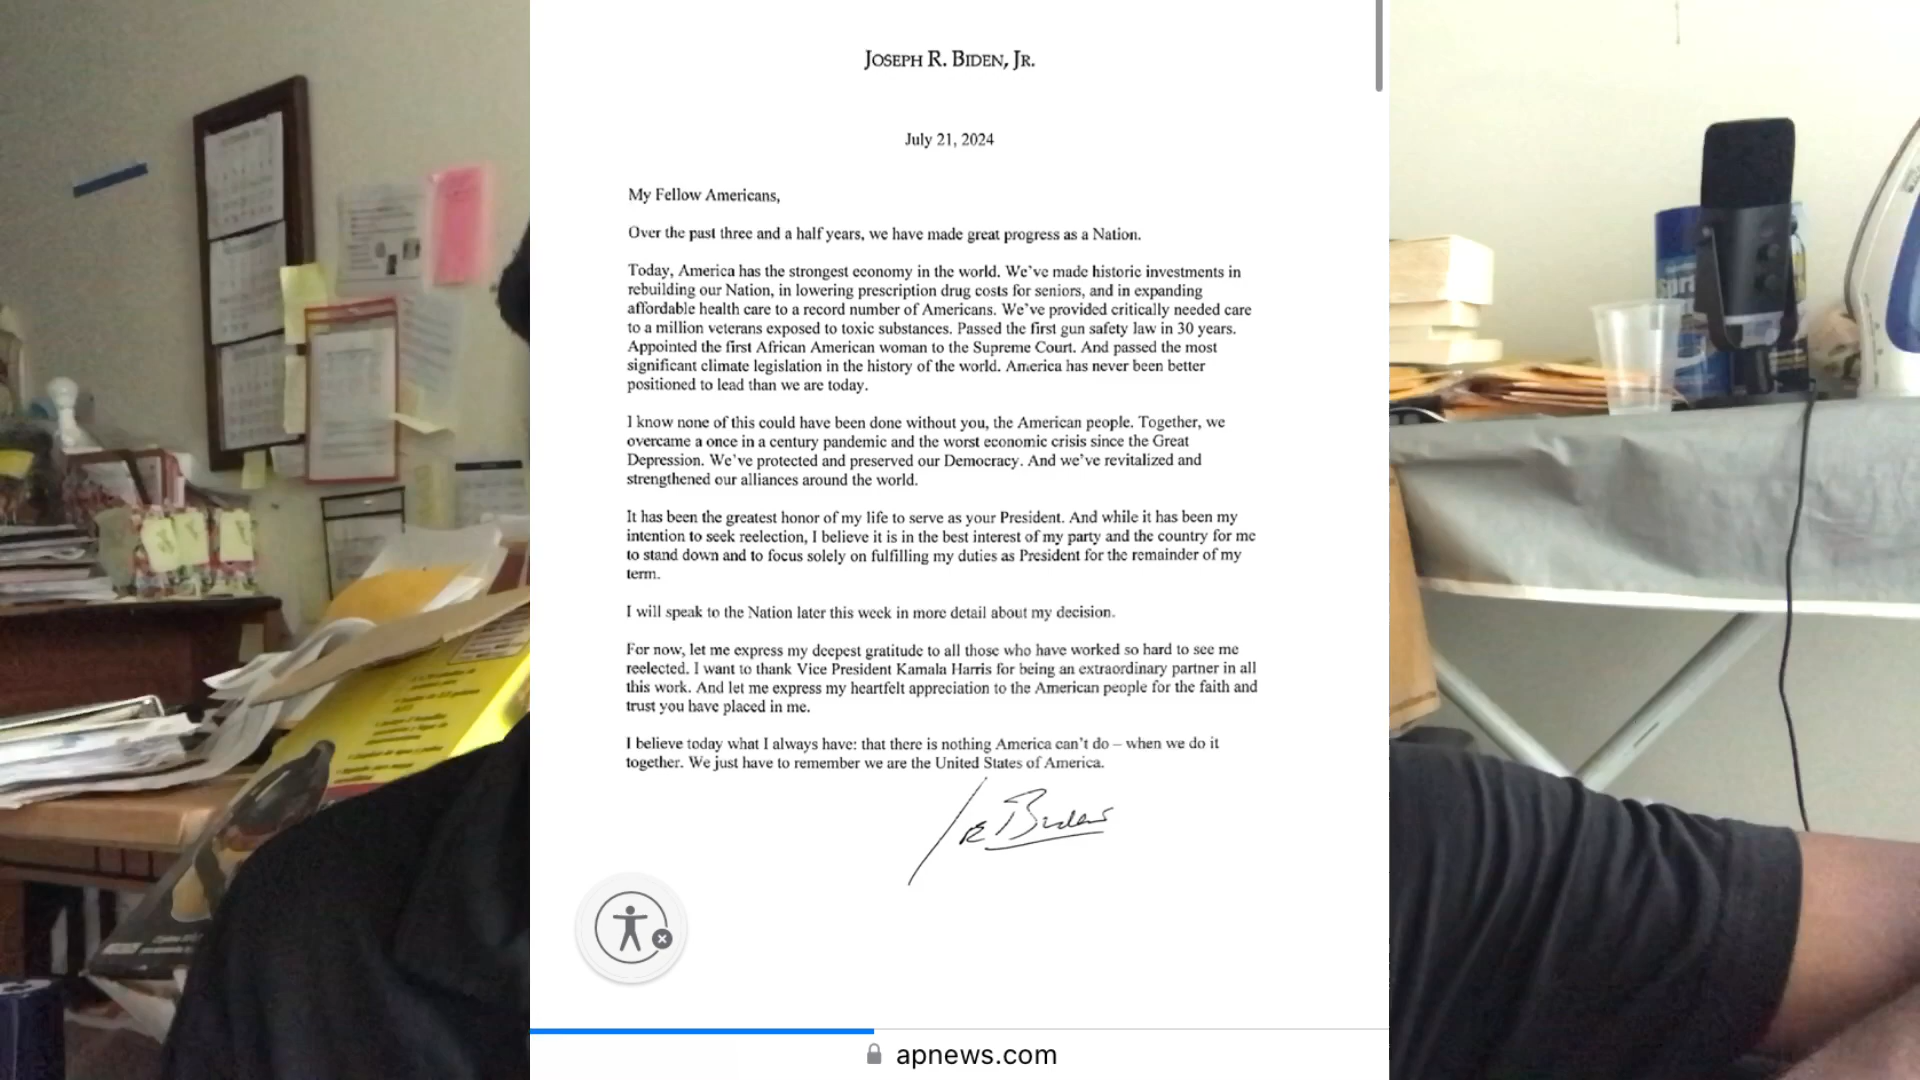 JOSEPH R. BIDEN, JR.
July 21, 2024
My Fellow Americans,
Over the past three and a half years, we have made great progress as a Nation.
Today, America has the strongest economy in the world. We've made historic investments in
rebuilding our Nation, in lowering prescription drug costs for seniors, and in expanding
affordable health care to a record number of Americans. We've provided critically needed care
to a million veterans exposed to toxic substances. Passed the first gun safety law in 30 years.
Appointed the first African American woman to the Supreme Court. And passed the most
significant climate legislation in the history of the world. America has never been better
positioned to lead than we are today.
I know none of this could have been done without you, the American people. Together, we
overcame a once in a century pandemic and the worst economic crisis since the Great
Depression. We've protected and preserved our Democracy. And we've revitalized and
strengthened our alliances around the world.
It has been the greatest honor of my life to serve as your President. And while it has been my
intention to seek reelection, I believe it is in the best interest of my party and the country for me
to stand down and to focus solely on fulfilling my duties as President for the remainder of my
term.
I will speak to the Nation later this week in more detail about my decision.
For now, let me express my deepest gratitude to all those who have worked so hard to see me
reelected. I want to thank Vice President Kamala Harris for being an extraordinary partner in all
this work. And let me express my heartfelt appreciation to the American people for the faith and
trust you have placed in me.
I believe today what I always have: that there is nothing America can't do – when we do it
together. We just have to remember we are the United States of America.
Joe Biden
apnews.com